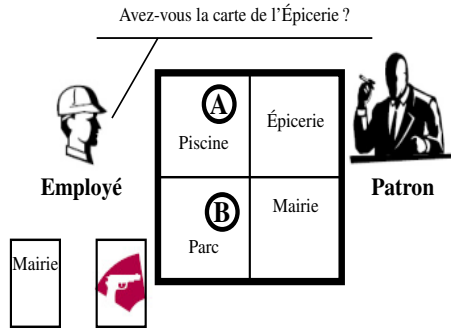 Avez-vous la carte de l'Épicerie ?
A
Piscine
Épicerie
Employé
Patron
B
Parc
Mairie
Mairie